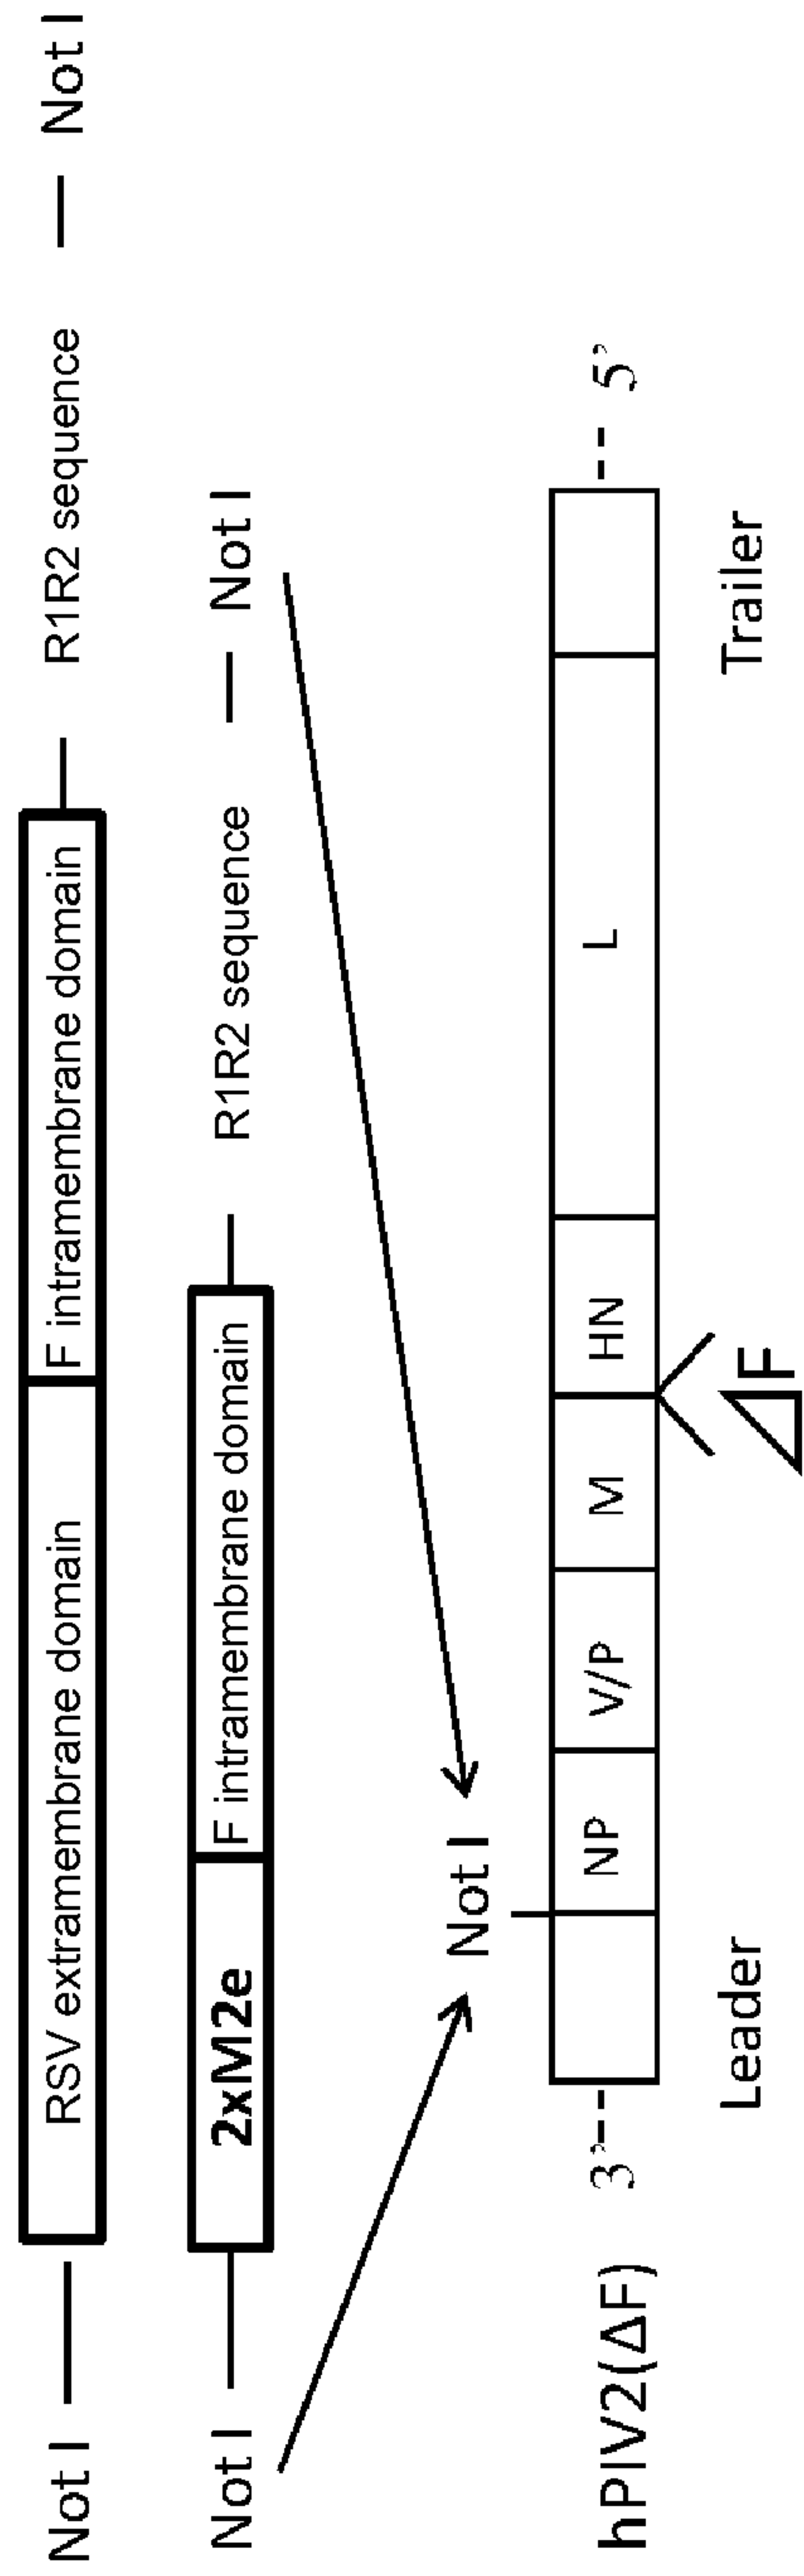 Not I RSV extramembrane domain F intramembrane domain R1R2 sequence Not I
Not I 2xM2e F intramembrane domain R1R2 sequence Not I
Not I
hPIV2(ΔF) 3’ NP V/P M HN L 5’
Leader Trailer
ΔF